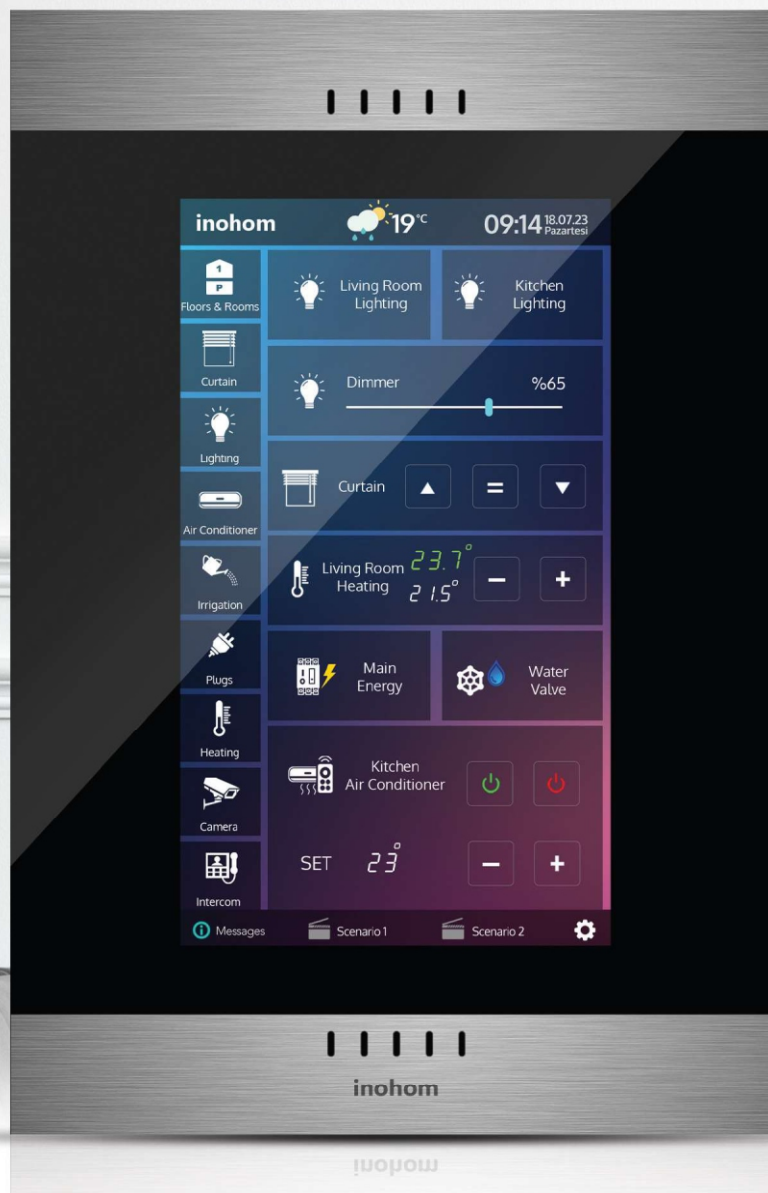 inohom
19°C
09:14
18.07.23
Pazartesi
1
P
Floors & Rooms
Curtain
Lighting
Air Conditioner
Irrigation
Plugs
Heating
Camera
Intercom
Living Room
Lighting
Kitchen
Lighting
Dimmer
%65
Curtain
Living Room
Heating
23.7°
21.5°
Main
Energy
Water
Valve
Kitchen
Air Conditioner
SET
23°
Messages
Scenario 1
Scenario 2
inohom